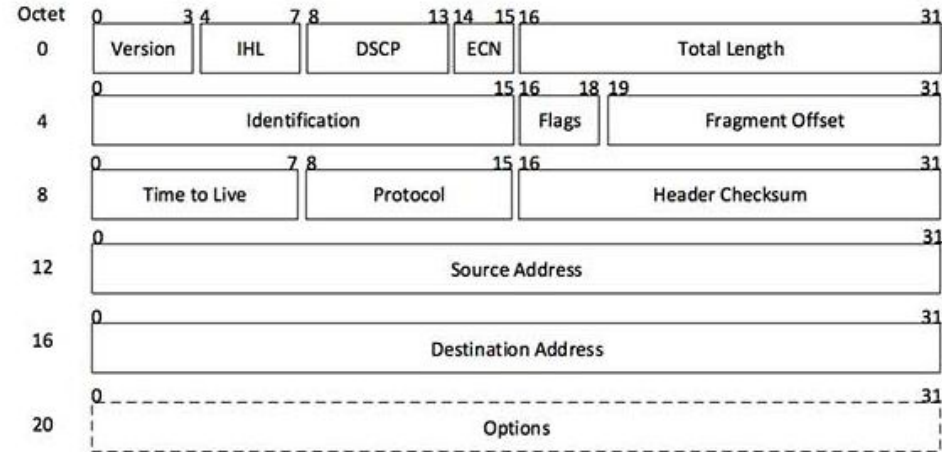 Octet 0 3 4 7 8 13 14 15 16 31
0 Version IHL DSCP ECN Total Length
0 15 16 18 19 31
4 Identification Flags Fragment Offset
0 7 8 15 16 31
8 Time to Live Protocol Header Checksum
0 31
12 Source Address
0 31
16 Destination Address
0 31
20 Options